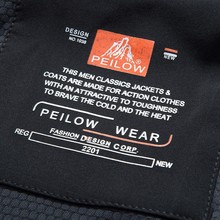 DESIGN
NO 1898
PEILOW
NEW
THIS MEN CLASSICS JACKETS &
COATS ARE MADE FOR ACTION CLOTHES
WITH AN ATTRACTIVE TO TOUGHNESS
TO BRAVE THE COLD AND THE HEAT
PEILOW WEAR
FASHION DESIGN CORP.
REG 2201 NEW